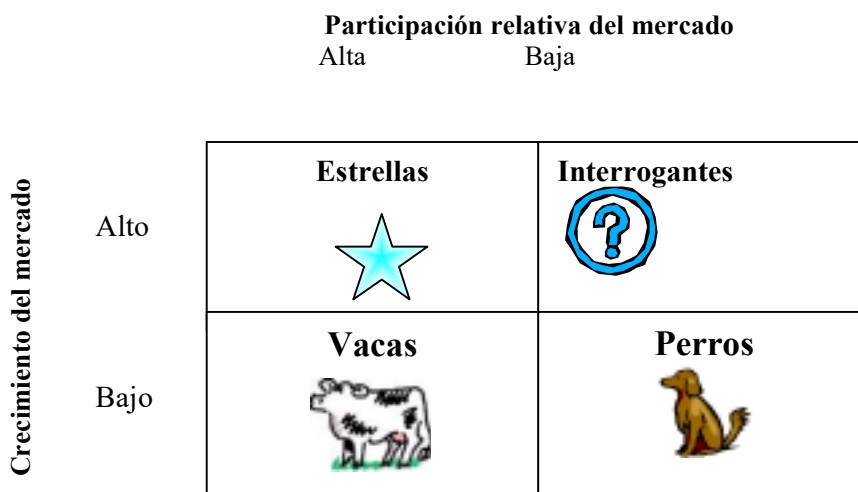 Participación relativa del mercado
Alta Baja
Estrellas Interrogantes
Alto
?
Vacas Perros
Bajo
Crecimiento del mercado